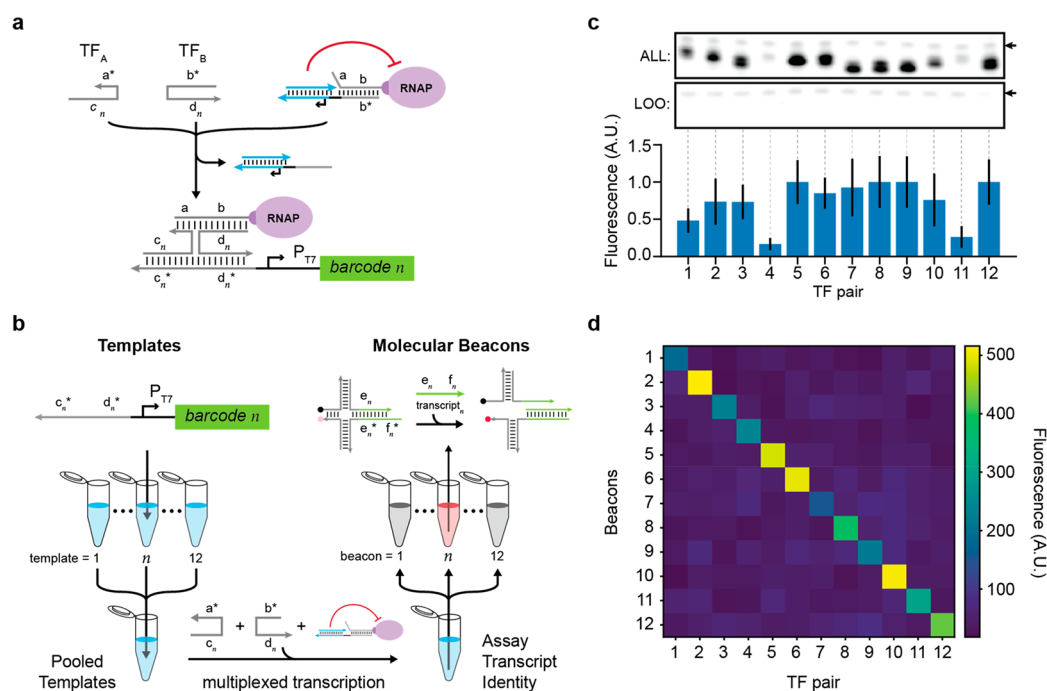 a
TF_A
TF_B
a*
b*
c_n
d_n
a
b
b*
RNAP
a
b
RNAP
c_n
d_n
c_n*
d_n*
P_T7
barcode n
b
Templates
Molecular Beacons
c_n*
d_n*
P_T7
barcode n
e_n
e_n* f_n*
e_n f_n
transcript_n
template = 1
n
12
beacon = 1
n
12
Pooled
Templates
a*
c_n
+
b*
d_n
+
multiplexed transcription
Assay
Transcript
Identity
c
ALL:
LOO:
Fluorescence (A.U.)
1.0
0.5
0.0
1 2 3 4 5 6 7 8 9 10 11 12
TF pair
d
Beacons
1
2
3
4
5
6
7
8
9
10
11
12
1 2 3 4 5 6 7 8 9 10 11 12
TF pair
500
400
300
200
100
Fluorescence (A.U.)